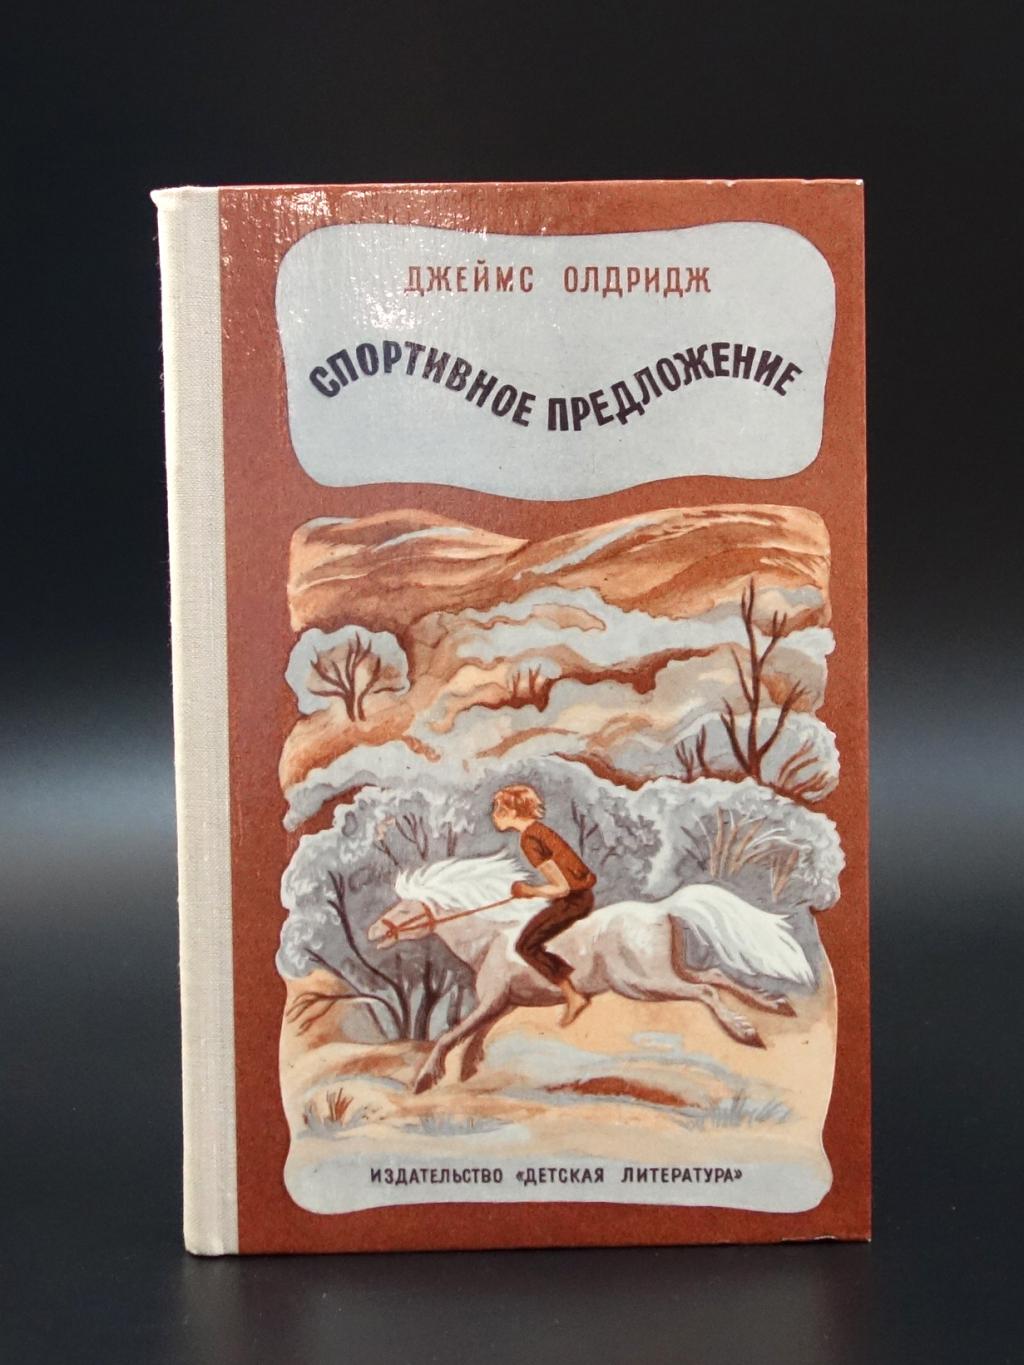 ДЖЕЙМС ОЛДРИДЖ
СПОРТИВНОЕ ПРЕДЛОЖЕНИЕ
ИЗДАТЕЛЬСТВО «ДЕТСКАЯ ЛИТЕРАТУРА»